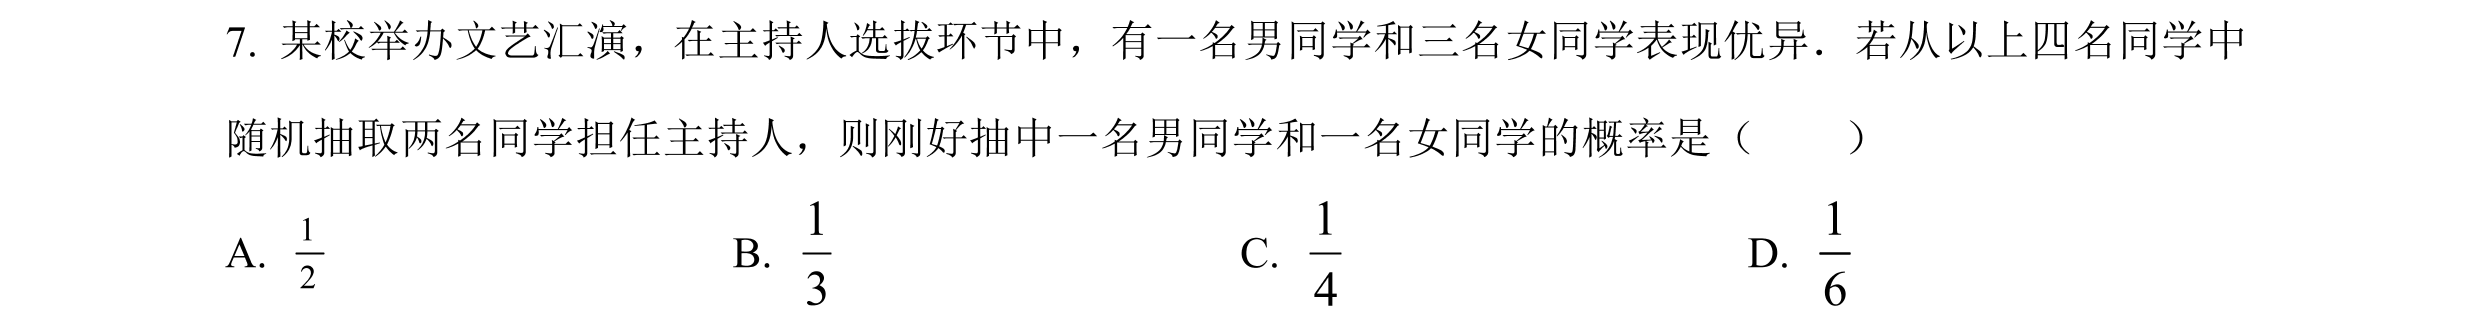 7. 某校举办文艺汇演，在主持人选拔环节中，有一名男同学和三名女同学表现优异．若从以上四名同学中
随机抽取两名同学担任主持人，则刚好抽中一名男同学和一名女同学的概率是（　　）
A. 1/2 B. 1/3 C. 1/4 D. 1/6